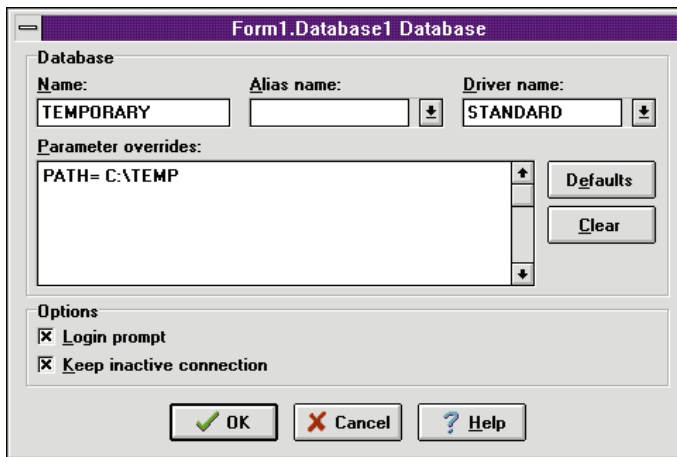 Form1.Database1 Database
Database
Name: Alias name: Driver name:
TEMPORARY STANDARD
Parameter overrides:
PATH= C:\TEMP
Defaults
Clear
Options
Login prompt
Keep inactive connection
OK Cancel Help